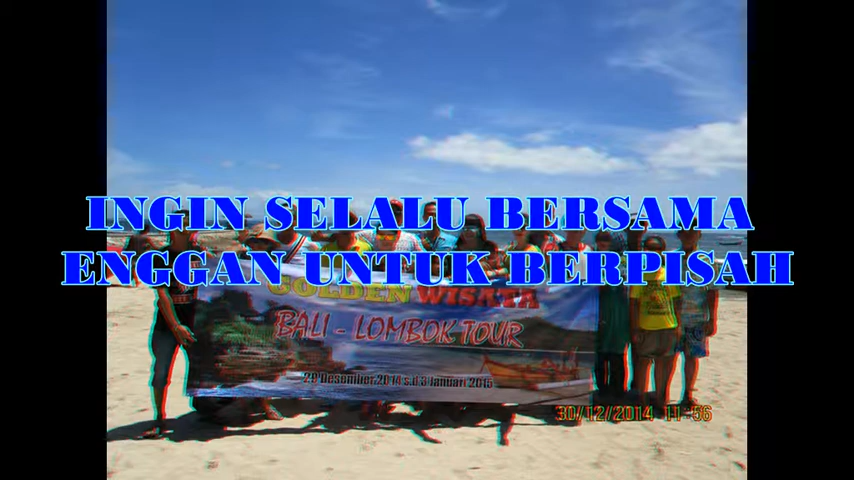 INGIN SELALU BERSAMA
ENGGAN UNTUK BERPISAH
GOLDEN WISATA
BALI - LOMBOK TOUR
29 Desember 2014 s.d 3 Januari 2015
30/12/2014 11:56